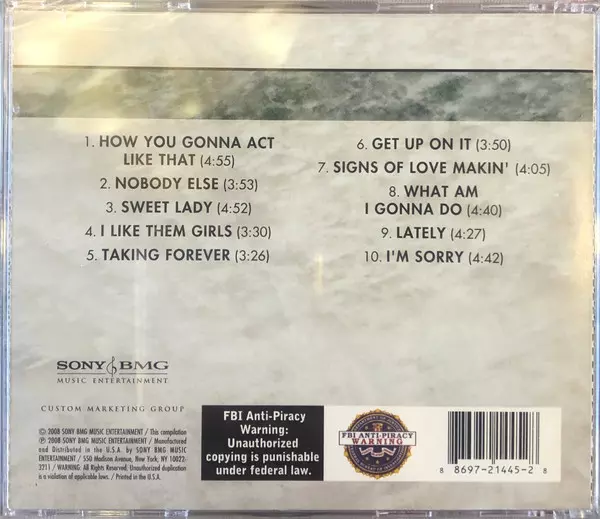 1. HOW YOU GONNA ACT
LIKE THAT (4:55)
2. NOBODY ELSE (3:53)
3. SWEET LADY (4:52)
4. I LIKE THEM GIRLS (3:30)
5. TAKING FOREVER (3:26)
6. GET UP ON IT (3:50)
7. SIGNS OF LOVE MAKIN' (4:05)
8. WHAT AM
I GONNA DO (4:40)
9. LATELY (4:27)
10. I'M SORRY (4:42)
SONY BMG
MUSIC ENTERTAINMENT
CUSTOM MARKETING GROUP
© 2008 SONY BMG MUSIC ENTERTAINMENT / This compilation
℗ 2008 SONY BMG MUSIC ENTERTAINMENT / Manufactured
and Distributed in the U.S.A. by SONY BMG MUSIC
ENTERTAINMENT / 550 Madison Avenue, New York, NY 10022-
3211 / WARNING: All Rights Reserved. Unauthorized duplication
is a violation of applicable laws. / Printed in the U.S.A.
FBI Anti-Piracy
Warning:
Unauthorized
copying is punishable
under federal law.
FBI ANTI-PIRACY
WARNING
8 8697-21445-2 8